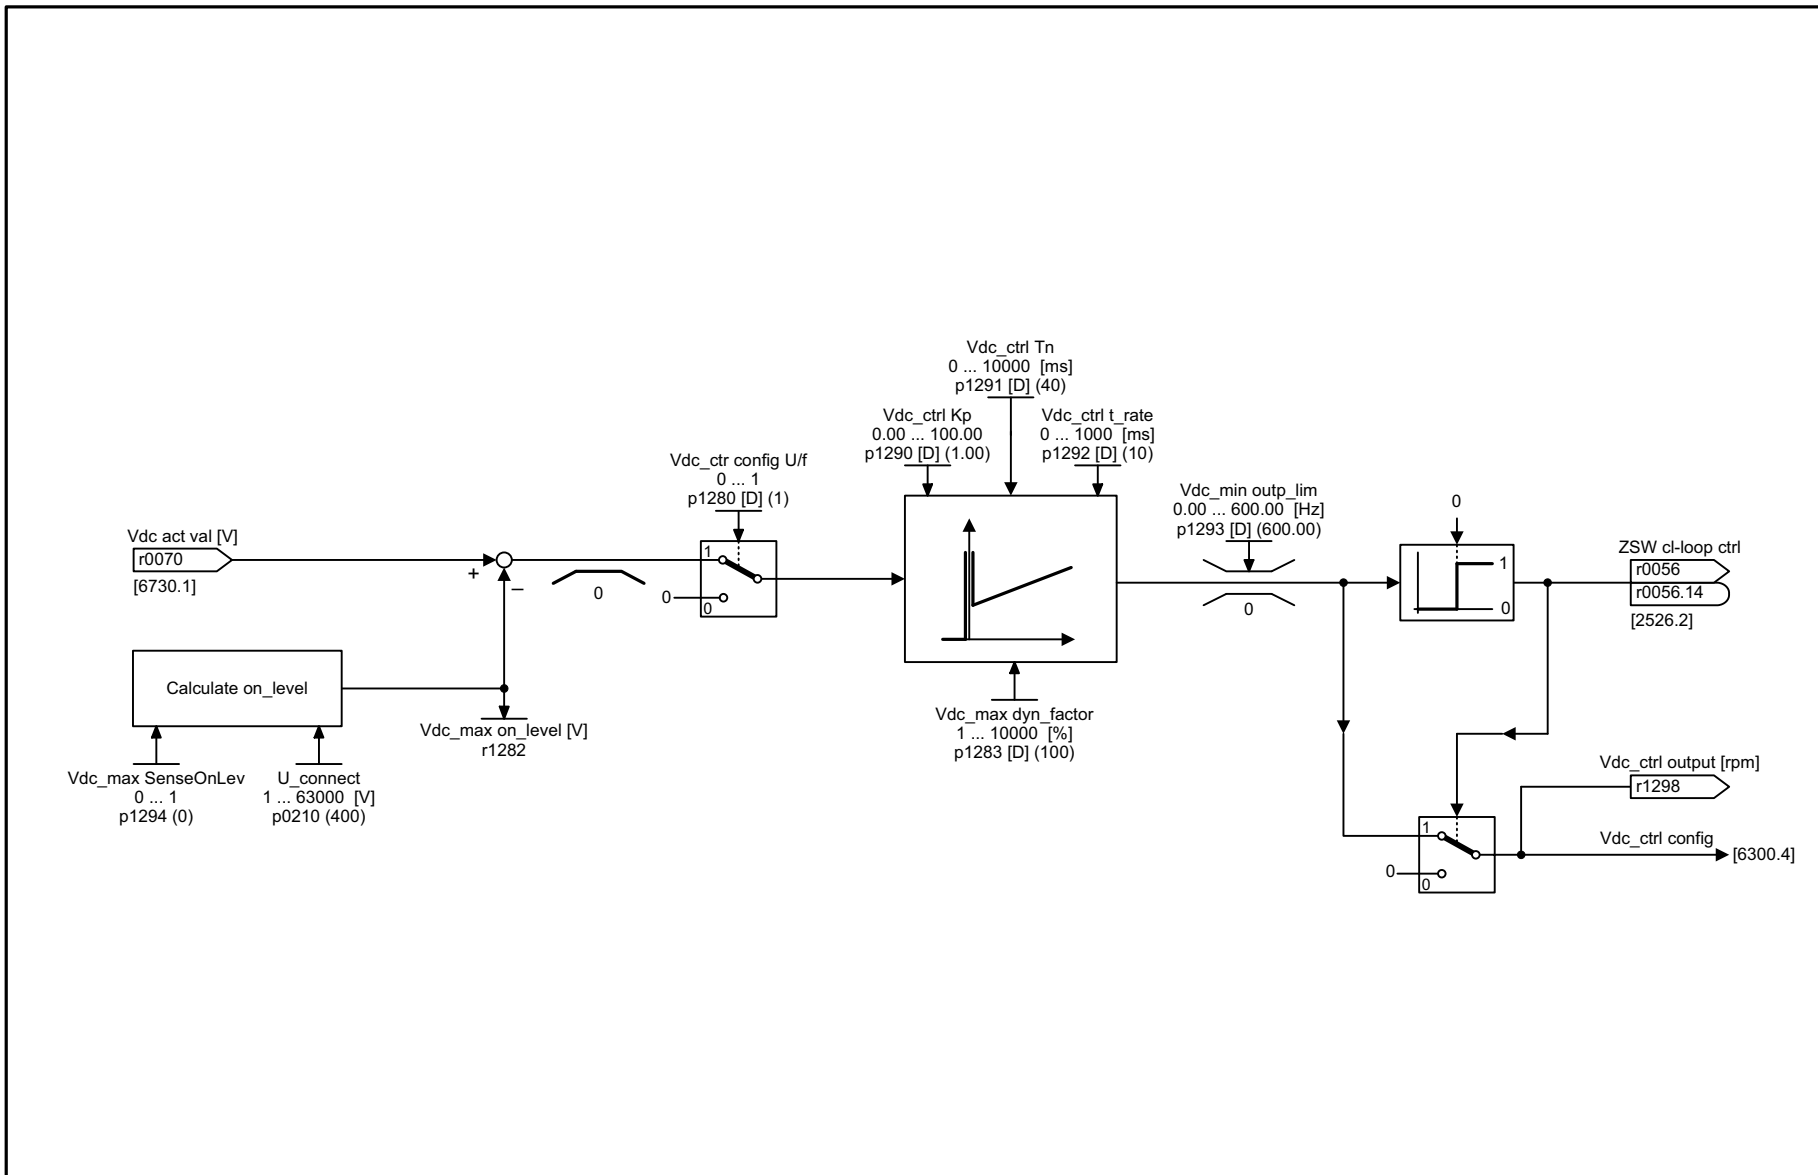 Vdc_ctrl Tn
0 ... 10000 [ms]
p1291 [D] (40)
Vdc_ctrl Kp
0.00 ... 100.00
p1290 [D] (1.00)
Vdc_ctrl t_rate
0 ... 1000 [ms]
p1292 [D] (10)
Vdc_ctr config U/f
0 ... 1
p1280 [D] (1)
Vdc_min outp_lim
0.00 ... 600.00 [Hz]
p1293 [D] (600.00)
0
Vdc act val [V]
r0070
[6730.1]
+
–
0
1
0
0
0
1
0
ZSW cl-loop ctrl
r0056
r0056.14
[2526.2]
Calculate on_level
Vdc_max on_level [V]
r1282
Vdc_max dyn_factor
1 ... 10000 [%]
p1283 [D] (100)
Vdc_max SenseOnLev
0 ... 1
p1294 (0)
U_connect
1 ... 63000 [V]
p0210 (400)
Vdc_ctrl output [rpm]
r1298
1
0
0
Vdc_ctrl config
[6300.4]